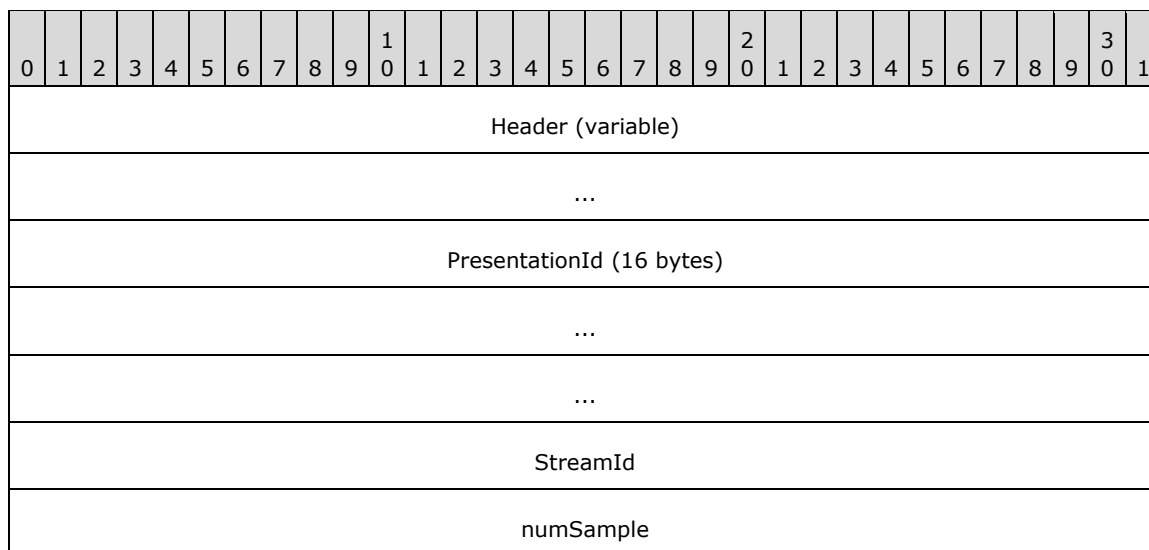 1 2 3
0 1 2 3 4 5 6 7 8 9 0 1 2 3 4 5 6 7 8 9 0 1 2 3 4 5 6 7 8 9 0 1
Header (variable)
...
PresentationId (16 bytes)
...
...
StreamId
numSample